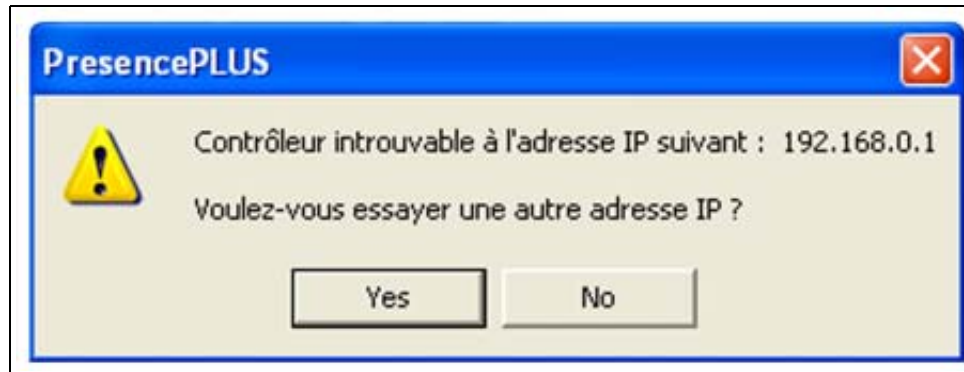 PresencePLUS
Contrôleur introuvable à l'adresse IP suivant : 192.168.0.1
Voulez-vous essayer une autre adresse IP ?
Yes
No